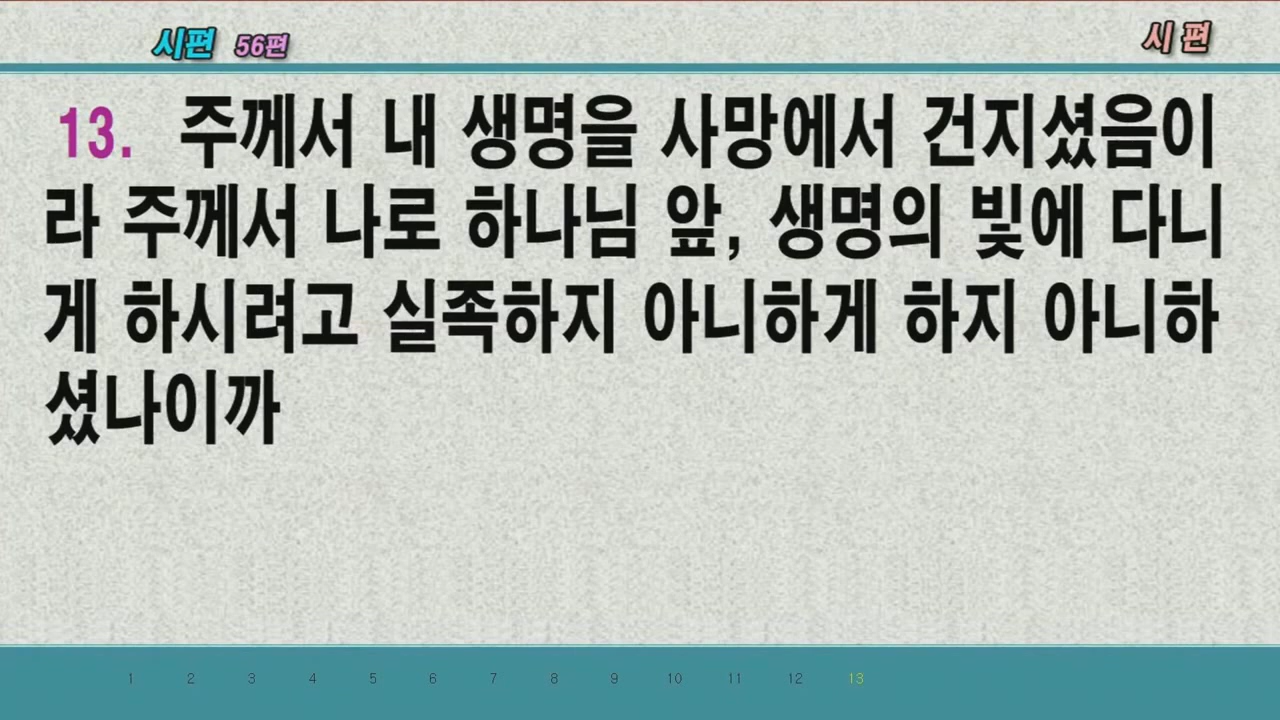 시편 56편
시 편
13. 주께서 내 생명을 사망에서 건지셨음이
라 주께서 나로 하나님 앞, 생명의 빛에 다니
게 하시려고 실족하지 아니하게 하지 아니하
셨나이까
1 2 3 4 5 6 7 8 9 10 11 12 13